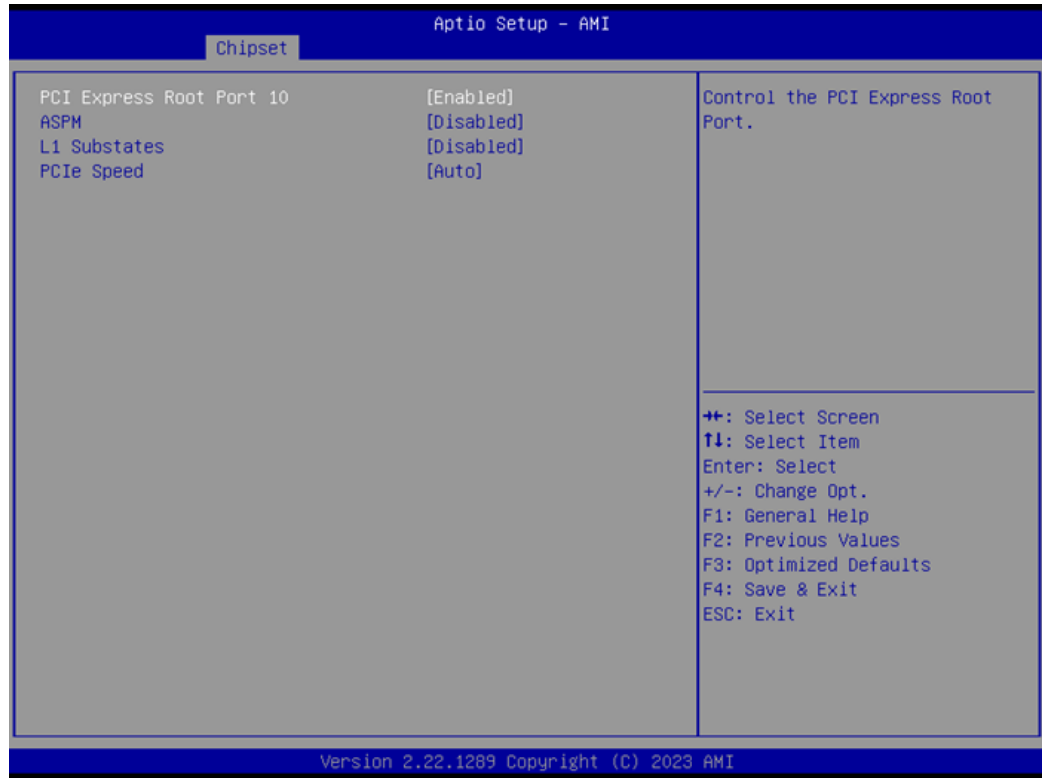 Aptio Setup – AMI
Chipset
PCI Express Root Port 10 [Enabled]
ASPM [Disabled]
L1 Substates [Disabled]
PCIe Speed [Auto]
Control the PCI Express Root
Port.
→←: Select Screen
↑↓: Select Item
Enter: Select
+/-: Change Opt.
F1: General Help
F2: Previous Values
F3: Optimized Defaults
F4: Save & Exit
ESC: Exit
Version 2.22.1289 Copyright (C) 2023 AMI